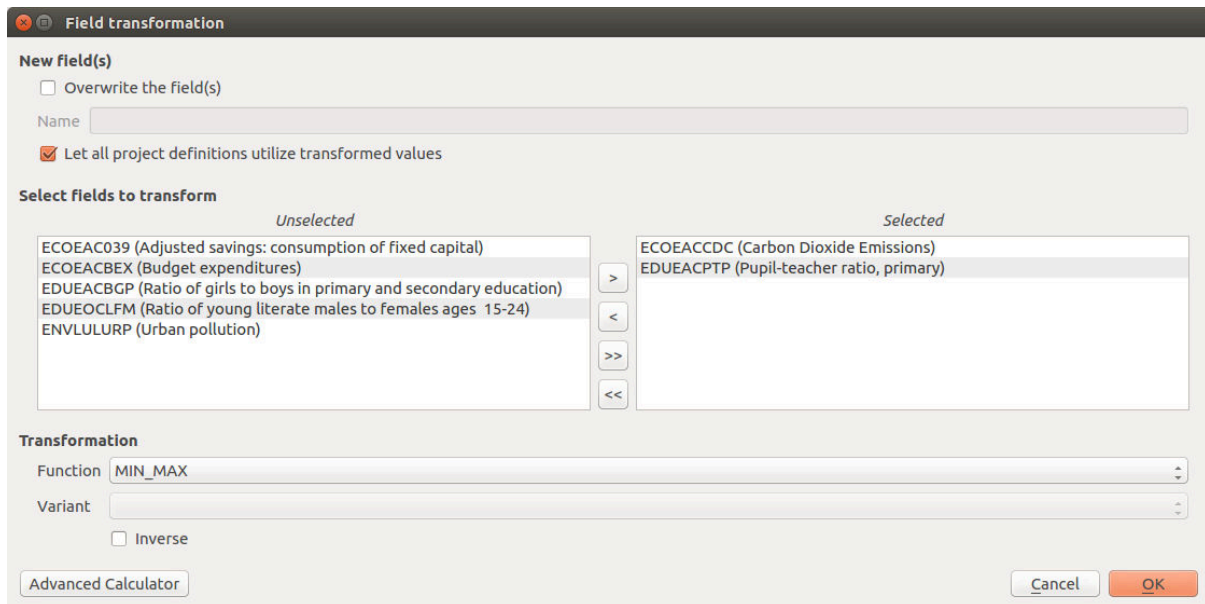 Field transformation
New field(s)
Overwrite the field(s)
Name
Let all project definitions utilize transformed values
Select fields to transform
Unselected
Selected
ECOEAC039 (Adjusted savings: consumption of fixed capital)
ECOEACBEX (Budget expenditures)
EDUEACBGP (Ratio of girls to boys in primary and secondary education)
EDUEOCLFM (Ratio of young literate males to females ages  15-24)
ENVLULURP (Urban pollution)
>
<
>>
<<
ECOEACCDC (Carbon Dioxide Emissions)
EDUEACPTP (Pupil-teacher ratio, primary)
Transformation
Function MIN_MAX
Variant
Inverse
Advanced Calculator
Cancel
OK